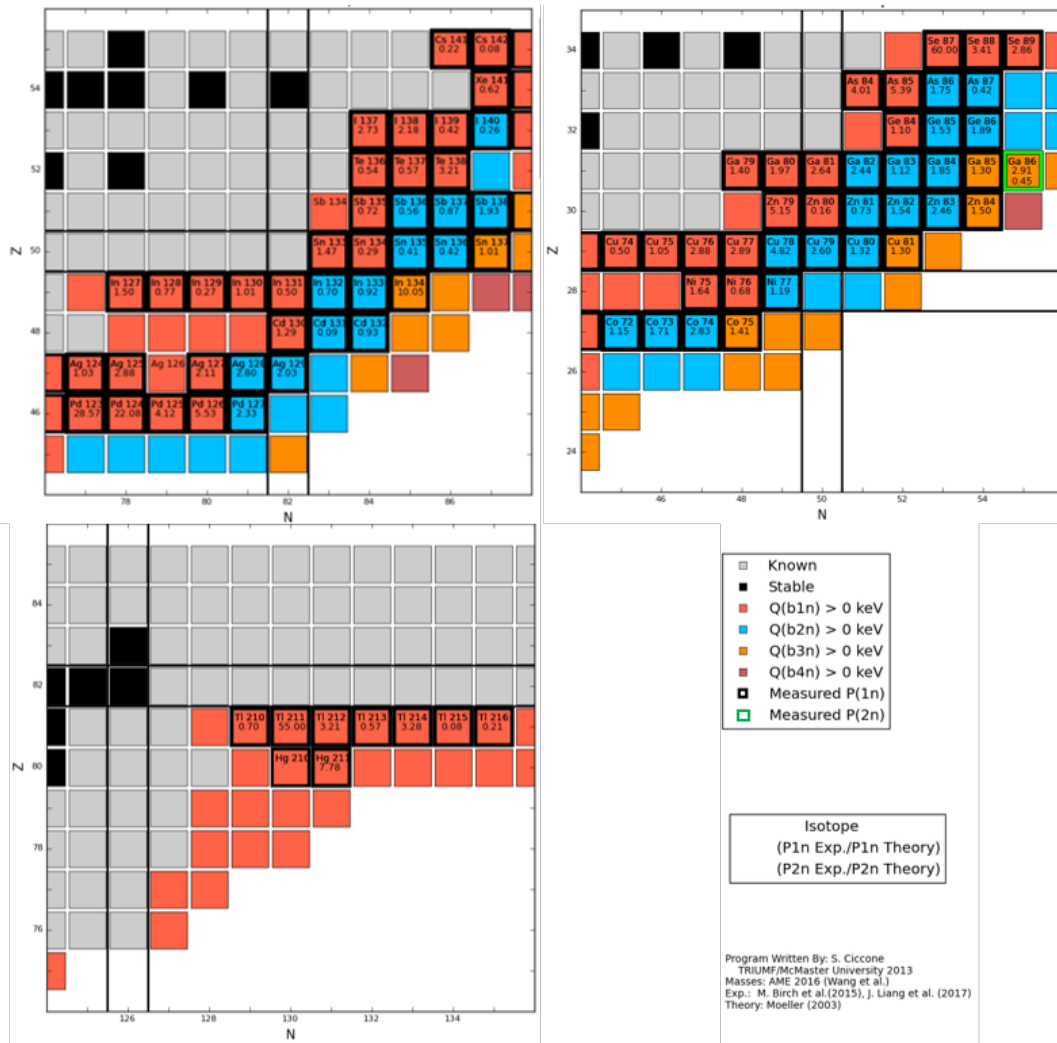 Cs 141 Cs 142
0.22 0.08
54
Xe 141
0.62
I 137 I 138 I 139 I 140
2.73 2.18 0.42 0.26
52
Te 136 Te 137 Te 138
0.54 0.57 3.21
Sb 134 Sb 135 Sb 136 Sb 137 Sb 138
0.72 0.56 0.87 1.93
50
Sn 133 Sn 134 Sn 135 Sn 136 Sn 137
1.47 0.29 0.41 0.42 1.01
In 127 In 128 In 129 In 130 In 131 In 132 In 133 In 134
1.50 0.77 0.27 1.01 0.50 0.70 0.92 10.05
48
Cd 130 Cd 131 Cd 132
1.29 0.09 0.93
Ag 124 Ag 125 Ag 126 Ag 127 Ag 128 Ag 129
1.03 2.88 2.11 2.80 2.03
46
Pd 123 Pd 124 Pd 125 Pd 126 Pd 127
28.57 22.08 4.12 5.53 2.33
Z
78 80 82 84 86
N
34
Se 87 Se 88 Se 89
60.00 3.41 2.86
As 84 As 85 As 86 As 87
4.01 5.39 1.75 0.42
32
Ge 84 Ge 85 Ge 86
1.10 1.53 1.89
Ga 79 Ga 80 Ga 81 Ga 82 Ga 83 Ga 84 Ga 85 Ga 86
1.40 1.97 2.64 2.44 1.12 1.85 1.30 2.91
0.45
30
Zn 79 Zn 80 Zn 81 Zn 82 Zn 83 Zn 84
5.15 0.16 0.73 1.54 2.46 1.50
Cu 74 Cu 75 Cu 76 Cu 77 Cu 78 Cu 79 Cu 80 Cu 81
0.50 1.05 2.88 2.89 4.82 2.60 1.32 1.30
28
Ni 75 Ni 76 Ni 77
1.64 0.68 1.19
Co 72 Co 73 Co 74 Co 75
1.15 1.71 2.83 1.41
26
24
Z
46 48 50 52 54
N
84
82
Tl 210 Tl 211 Tl 212 Tl 213 Tl 214 Tl 215 Tl 216
0.70 55.00 3.21 0.57 3.28 0.08 0.21
80
Hg 210 Hg 211
7.78
78
76
Z
126 128 130 132 134
N
Known
Stable
Q(b1n) > 0 keV
Q(b2n) > 0 keV
Q(b3n) > 0 keV
Q(b4n) > 0 keV
Measured P(1n)
Measured P(2n)
Isotope
(P1n Exp./P1n Theory)
(P2n Exp./P2n Theory)
Program Written By: S. Ciccone
TRIUMF/McMaster University 2013
Masses: AME 2016 (Wang et al.)
Exp.: M. Birch et al.(2015), J. Liang et al. (2017)
Theory: Moeller (2003)